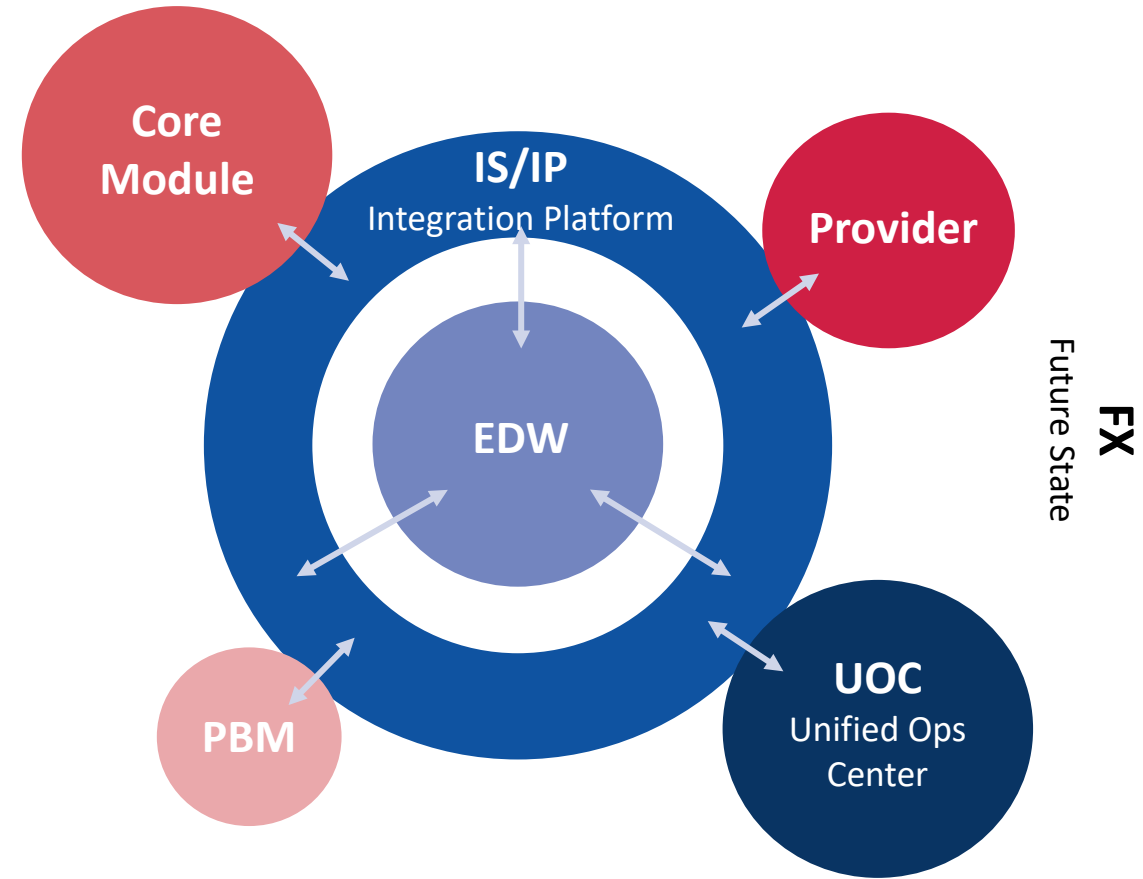 Core
Module
IS/IP
Integration Platform
Provider
EDW
FX
Future State
PBM
UOC
Unified Ops
Center